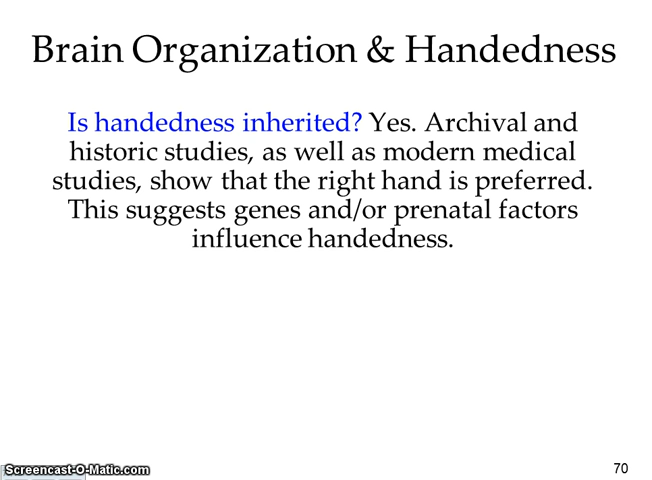 Brain Organization & Handedness
Is handedness inherited? Yes. Archival and
historic studies, as well as modern medical
studies, show that the right hand is preferred.
This suggests genes and/or prenatal factors
influence handedness.
Screencast-O-Matic.com
70